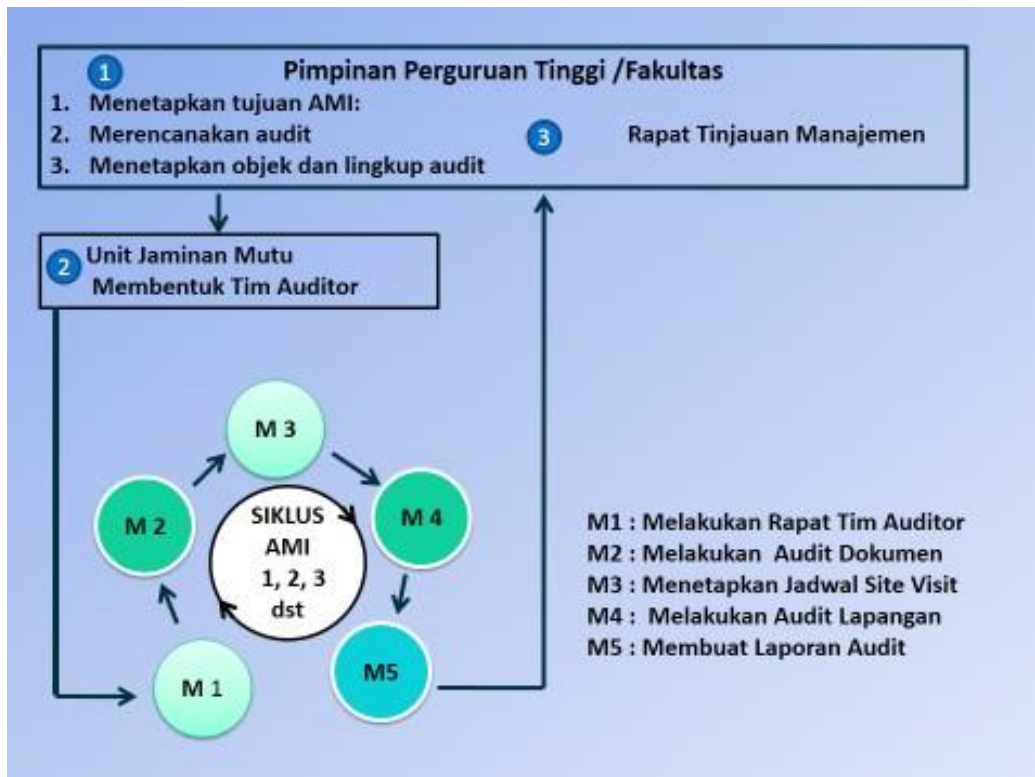 1
Pimpinan Perguruan Tinggi /Fakultas
1. Menetapkan tujuan AMI:
2. Merencanakan audit
3. Menetapkan objek dan lingkup audit
3
Rapat Tinjauan Manajemen
2
Unit Jaminan Mutu
Membentuk Tim Auditor
M 1
M 2
M 3
M 4
M5
SIKLUS
AMI
1, 2, 3
dst
M1 : Melakukan Rapat Tim Auditor
M2 : Melakukan Audit Dokumen
M3 : Menetapkan Jadwal Site Visit
M4 : Melakukan Audit Lapangan
M5 : Membuat Laporan Audit